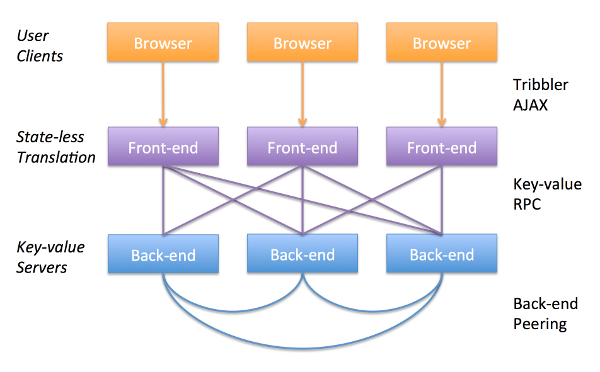 User
Clients
Browser
Browser
Browser
Tribbler
AJAX
State-less
Translation
Front-end
Front-end
Front-end
Key-value
RPC
Key-value
Servers
Back-end
Back-end
Back-end
Back-end
Peering